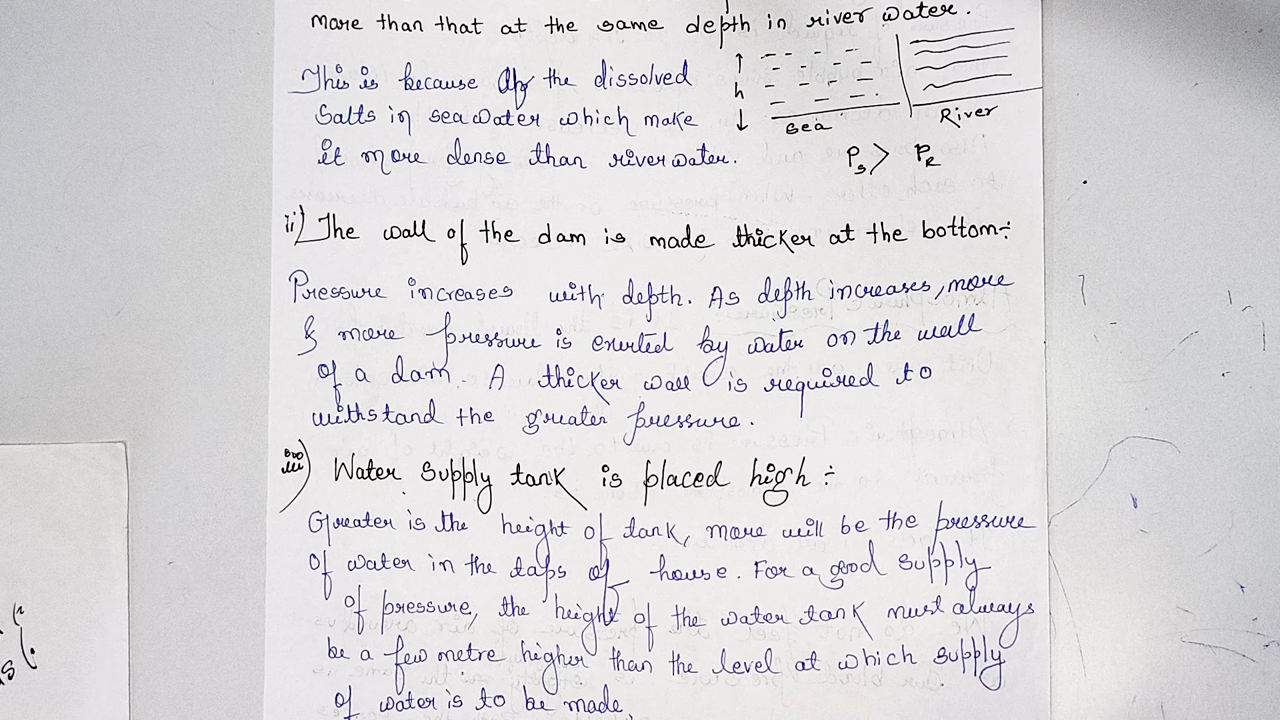 more than that at the same depth in river water.
This is because of the dissolved
Salts in sea water which make
it more dense than river water.
↑
h
↓
sea
River
Ps > PR
ii) The wall of the dam is made thicker at the bottom÷
Pressure increases with depth. As depth increases, more
& more pressure is exerted by water on the wall
of a dam. A thicker wall is required to
withstand the greater pressure.
iii) Water supply tank is placed high ÷
Greater is the height of tank, more will be the pressure
of water in the taps of house. For a good supply
of pressure, the height of the water tank must always
be a few metre higher than the level at which supply
of water is to be made.